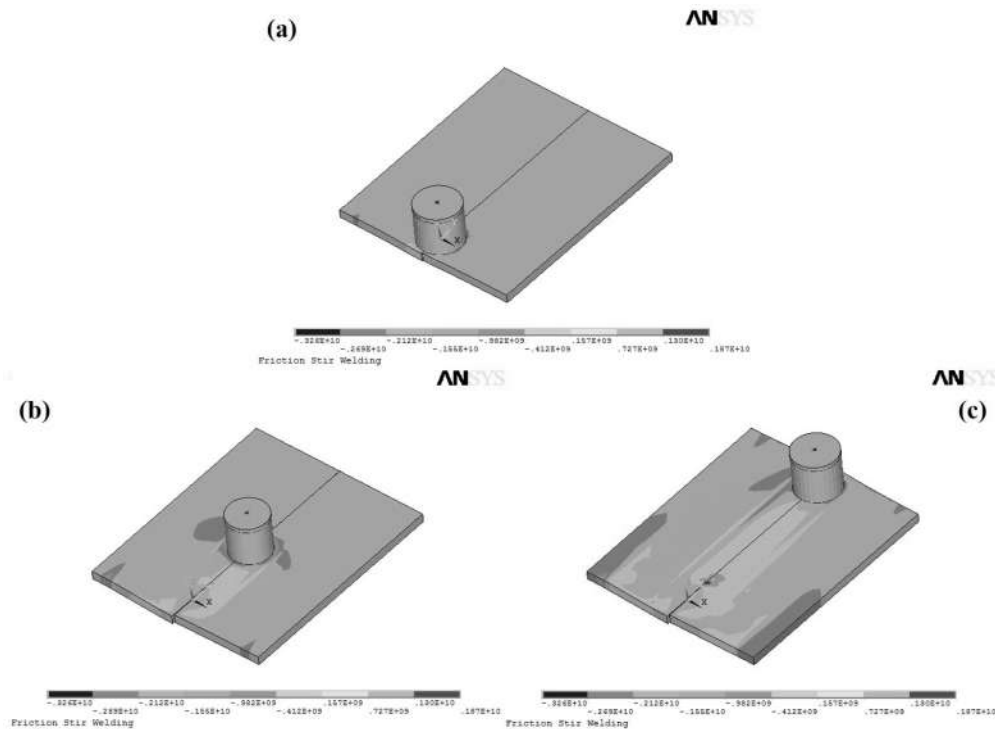 ANSYS
(a)
-.326E+10 -.212E+10 -.982E+09 .157E+09 .130E+10
-.269E+10 -.155E+10 -.412E+09 .727E+09 .187E+10
Friction Stir Welding
ANSYS
ANSYS
(b)
(c)
-.326E+10 -.212E+10 -.982E+09 .157E+09 .130E+10
-.269E+10 -.155E+10 -.412E+09 .727E+09 .187E+10
Friction Stir Welding
X
X
X
-.326E+10 -.212E+10 -.982E+09 .157E+09 .130E+10
-.269E+10 -.155E+10 -.412E+09 .727E+09 .187E+10
Friction Stir Welding